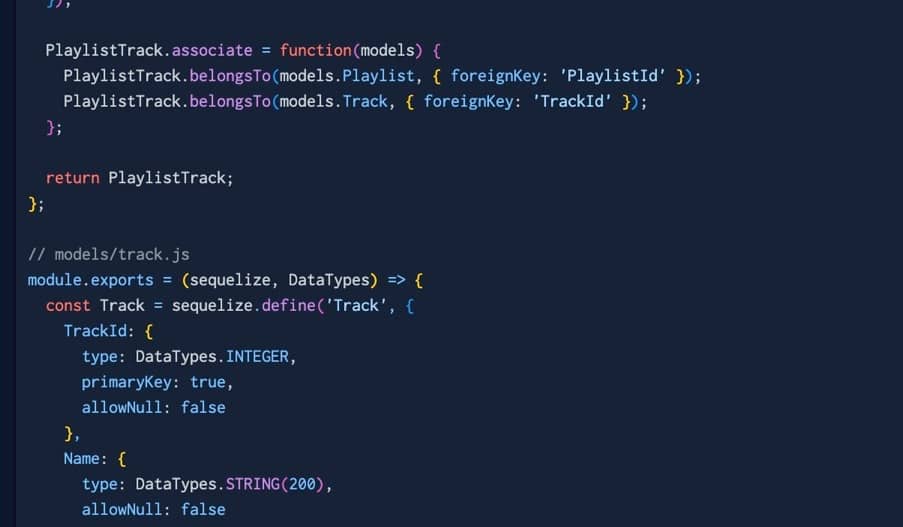 });
PlaylistTrack.associate = function(models) {
PlaylistTrack.belongsTo(models.Playlist, { foreignKey: 'PlaylistId' });
PlaylistTrack.belongsTo(models.Track, { foreignKey: 'TrackId' });
};
return PlaylistTrack;
};
// models/track.js
module.exports = (sequelize, DataTypes) => {
const Track = sequelize.define('Track', {
TrackId: {
type: DataTypes.INTEGER,
primaryKey: true,
allowNull: false
},
Name: {
type: DataTypes.STRING(200),
allowNull: false